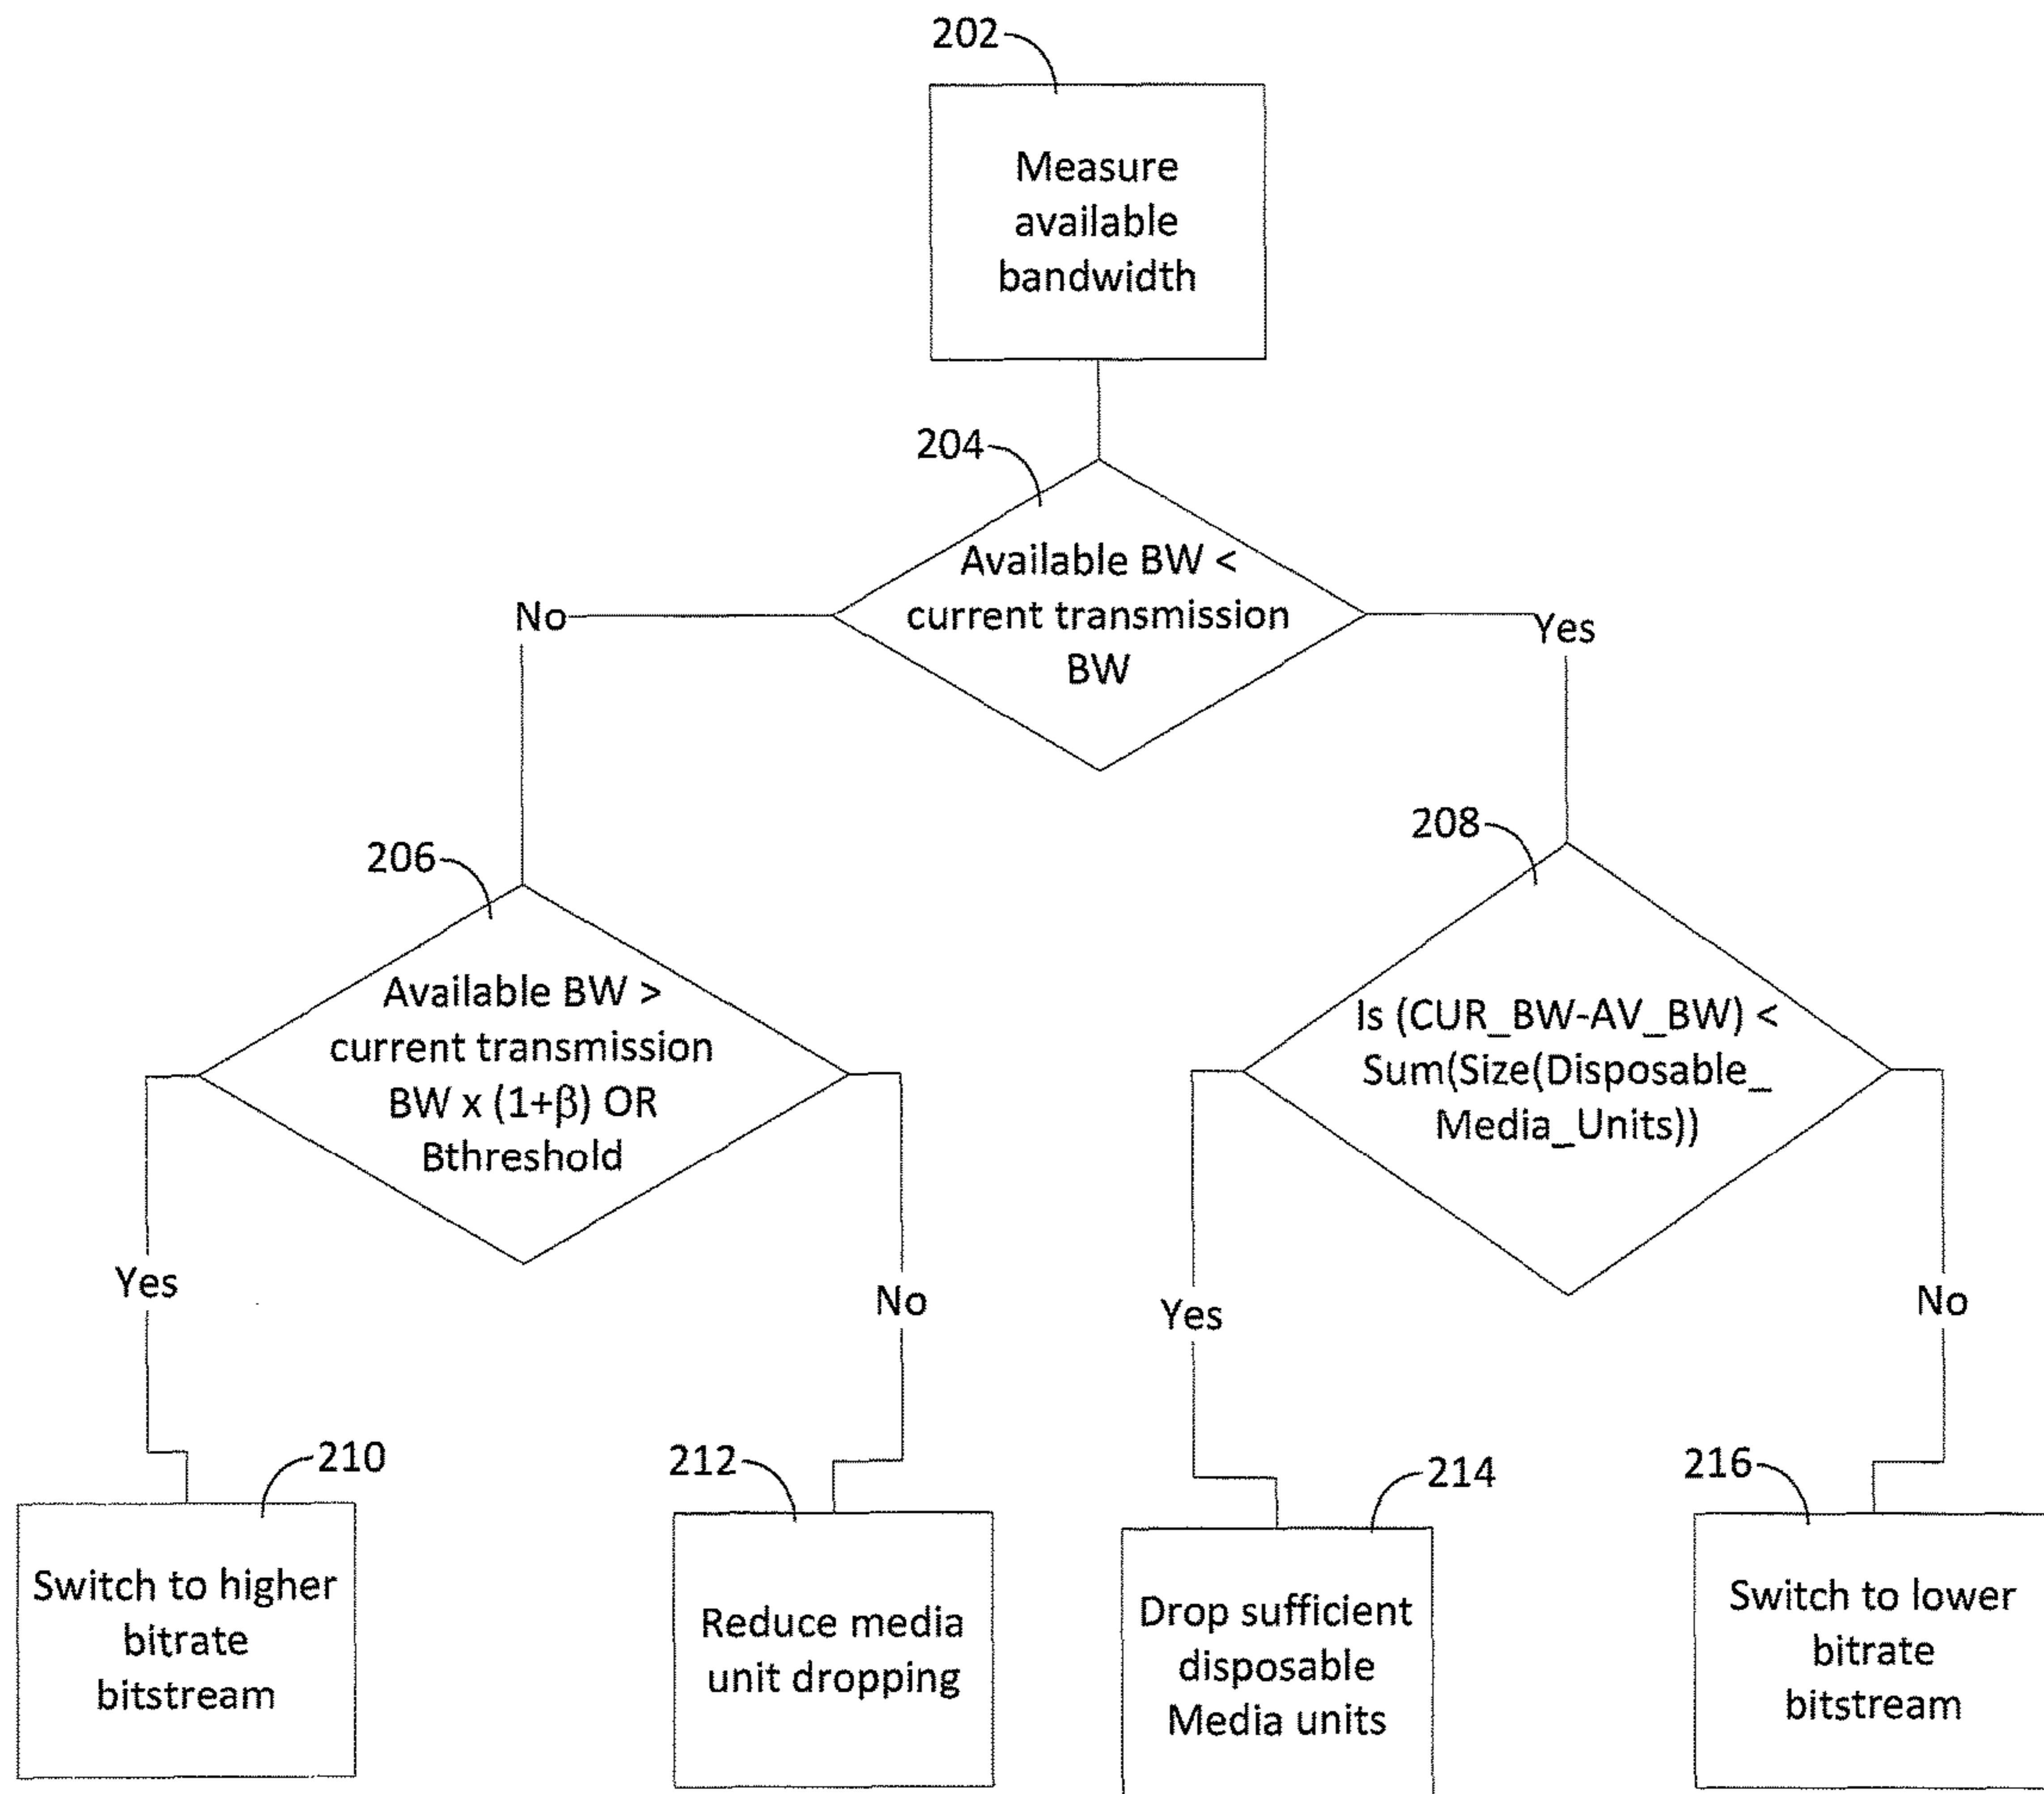 202
Measure
available
bandwidth
204
Available BW <
current transmission
BW
No
Yes
206
208
Available BW >
current transmission
BW x (1+β) OR
Bthreshold
Is (CUR_BW-AV_BW) <
Sum(Size(Disposable_
Media_Units))
Yes
No
Yes
No
210
212
214
216
Switch to higher
bitrate
bitstream
Reduce media
unit dropping
Drop sufficient
disposable
Media units
Switch to lower
bitrate
bitstream